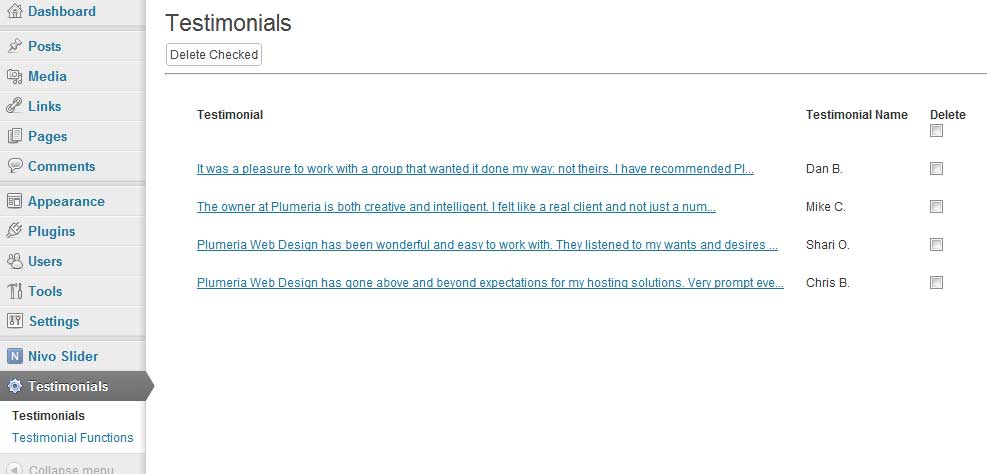 Dashboard
Posts
Media
Links
Pages
Comments
Appearance
Plugins
Users
Tools
Settings
N Nivo Slider
Testimonials
Testimonials
Testimonial Functions
Collapse menu
Testimonials
Delete Checked
Testimonial Testimonial Name Delete
It was a pleasure to work with a group that wanted it done my way: not theirs. I have recommended Pl... Dan B.
The owner at Plumeria is both creative and intelligent. I felt like a real client and not just a num... Mike C.
Plumeria Web Design has been wonderful and easy to work with. They listened to my wants and desires ... Shari O.
Plumeria Web Design has gone above and beyond expectations for my hosting solutions. Very prompt eve... Chris B.